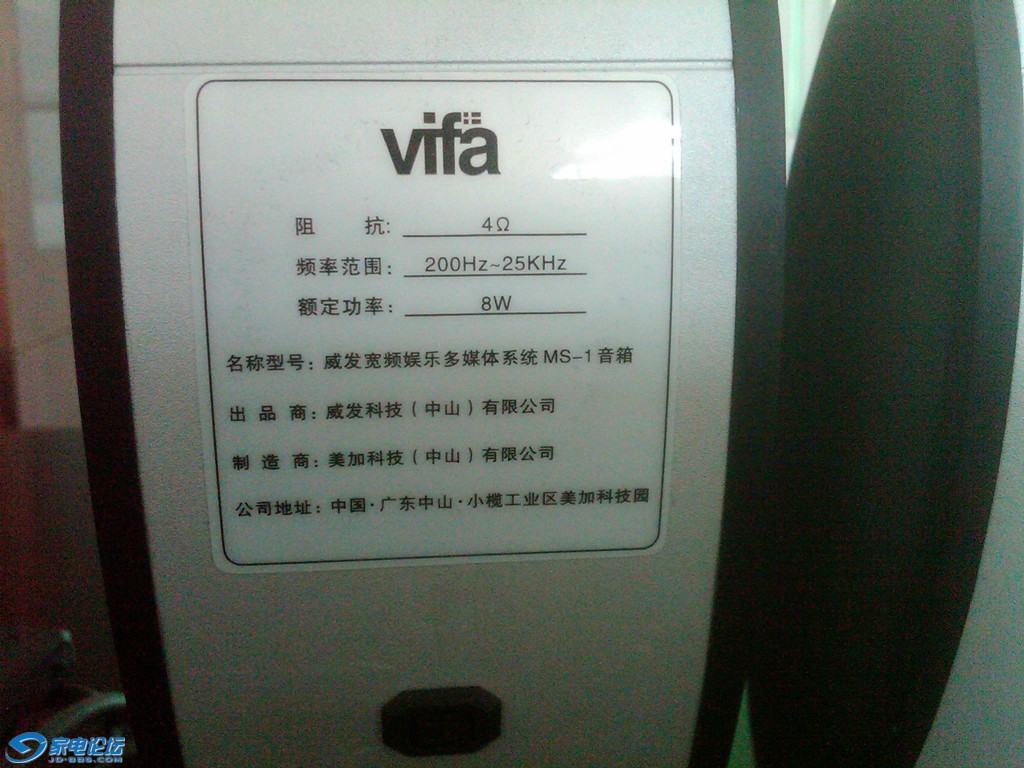 vifa
阻 抗: 4Ω
频率范围: 200Hz~25KHz
额定功率: 8W
名称型号: 威发宽频娱乐多媒体系统 MS-1 音箱
出 品 商: 威发科技(中山)有限公司
制 造 商: 美加科技(中山)有限公司
公司地址: 中国·广东中山·小榄工业区美加科技园
家电论坛
JD-BBS.COM